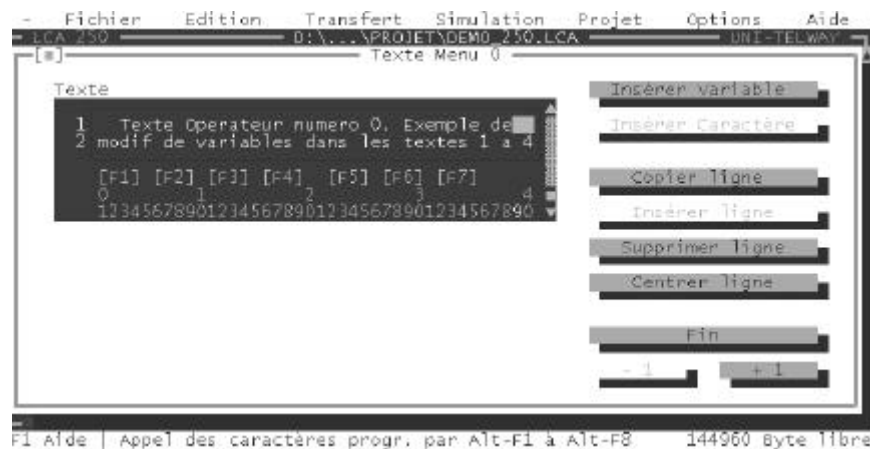 - Fichier Edition Transfert Simulation Projet Options Aide
LCA 250 D:\...\PROJET\DEMO_250.LCA UNI-TELWAY
Texte Menu 0
Texte
1 Texte Operateur numero 0. Exemple de
2 modif de variables dans les textes 1 a 4
[F1] [F2] [F3] [F4] [F5] [F6] [F7]
0 1 2 3 4
1234567890123456789012345678901234567890
Insérer variable
Insérer Caractère
Copier ligne
Insérer ligne
Supprimer ligne
Centrer ligne
Fin
- 1 + 1
F1 Aide | Appel des caractères progr. par Alt-F1 à Alt-F8 144960 Byte libre